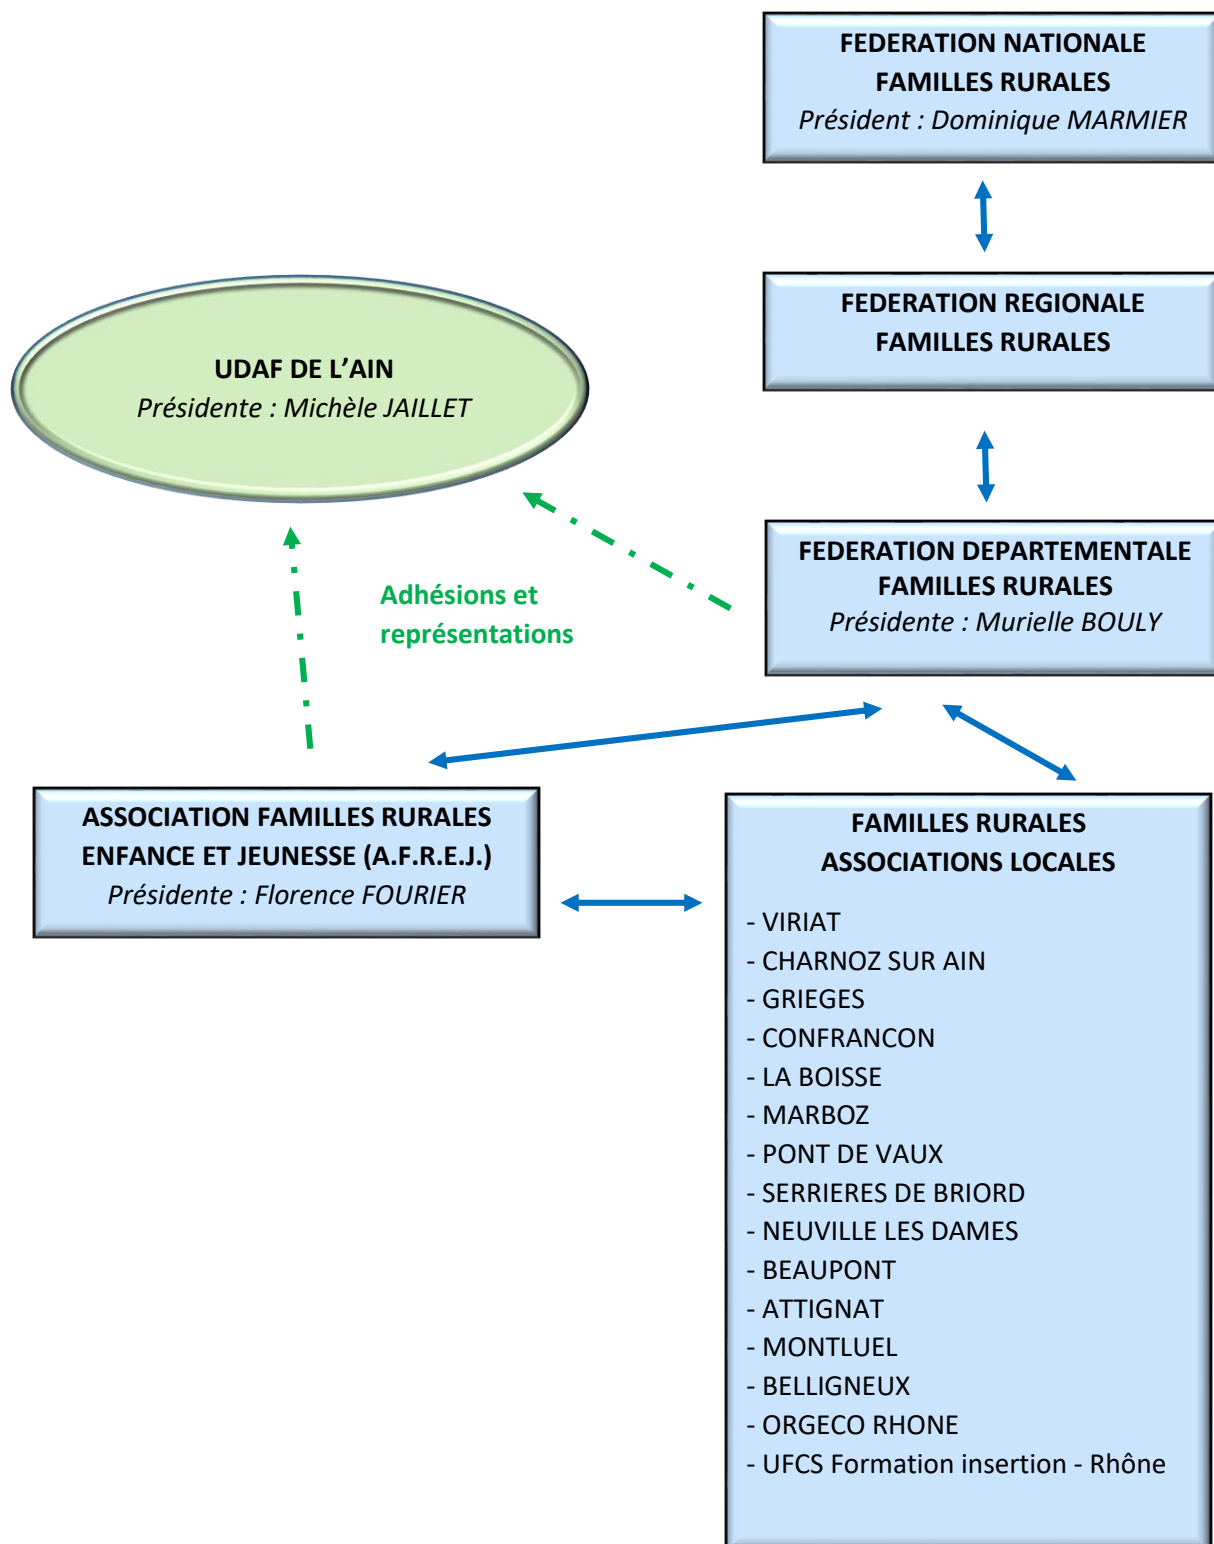 FEDERATION NATIONALE
FAMILLES RURALES
Président : Dominique MARMIER
FEDERATION REGIONALE
FAMILLES RURALES
UDAF DE L’AIN
Présidente : Michèle JAILLET
FEDERATION DEPARTEMENTALE
FAMILLES RURALES
Présidente : Murielle BOULY
Adhésions et
représentations
ASSOCIATION FAMILLES RURALES
ENFANCE ET JEUNESSE (A.F.R.E.J.)
Présidente : Florence FOURIER
FAMILLES RURALES
ASSOCIATIONS LOCALES
- VIRIAT
- CHARNOZ SUR AIN
- GRIEGES
- CONFRANCON
- LA BOISSE
- MARBOZ
- PONT DE VAUX
- SERRIERES DE BRIORD
- NEUVILLE LES DAMES
- BEAUPONT
- ATTIGNAT
- MONTLUEL
- BELLIGNEUX
- ORGECO RHONE
- UFCS Formation insertion - Rhône